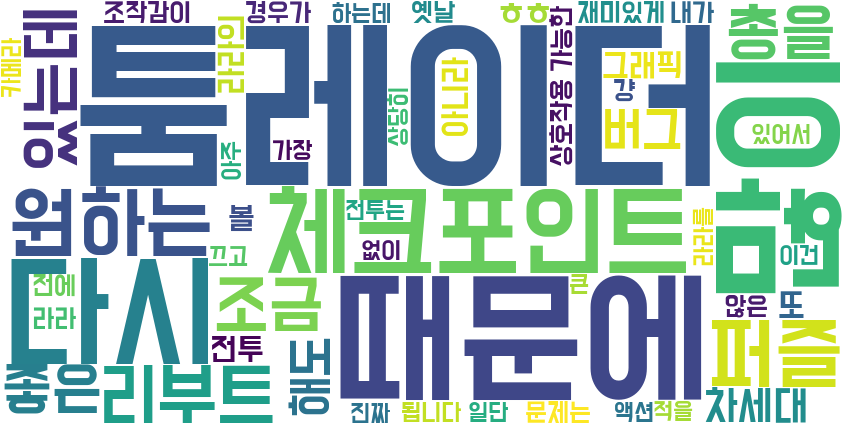 조작감이 경우가 하는데 옛날 ㅎㅎ 재미있게 내가
카메라
있는데
라라의
툼레이더
상당히
아니라
상호작용 가능한
그래픽
걍
버그
총을
있어서
이
아주
가장
원하는
볼
끄고
체크포인트
전투는
없이
라라를
함
뭔
이건
다시
전에
라라
조금
전투
때문에
큰
않은
또
퍼즐
좋은
리부트
해도
차세대
진짜 됩니다 일단 문제는 액션 적을